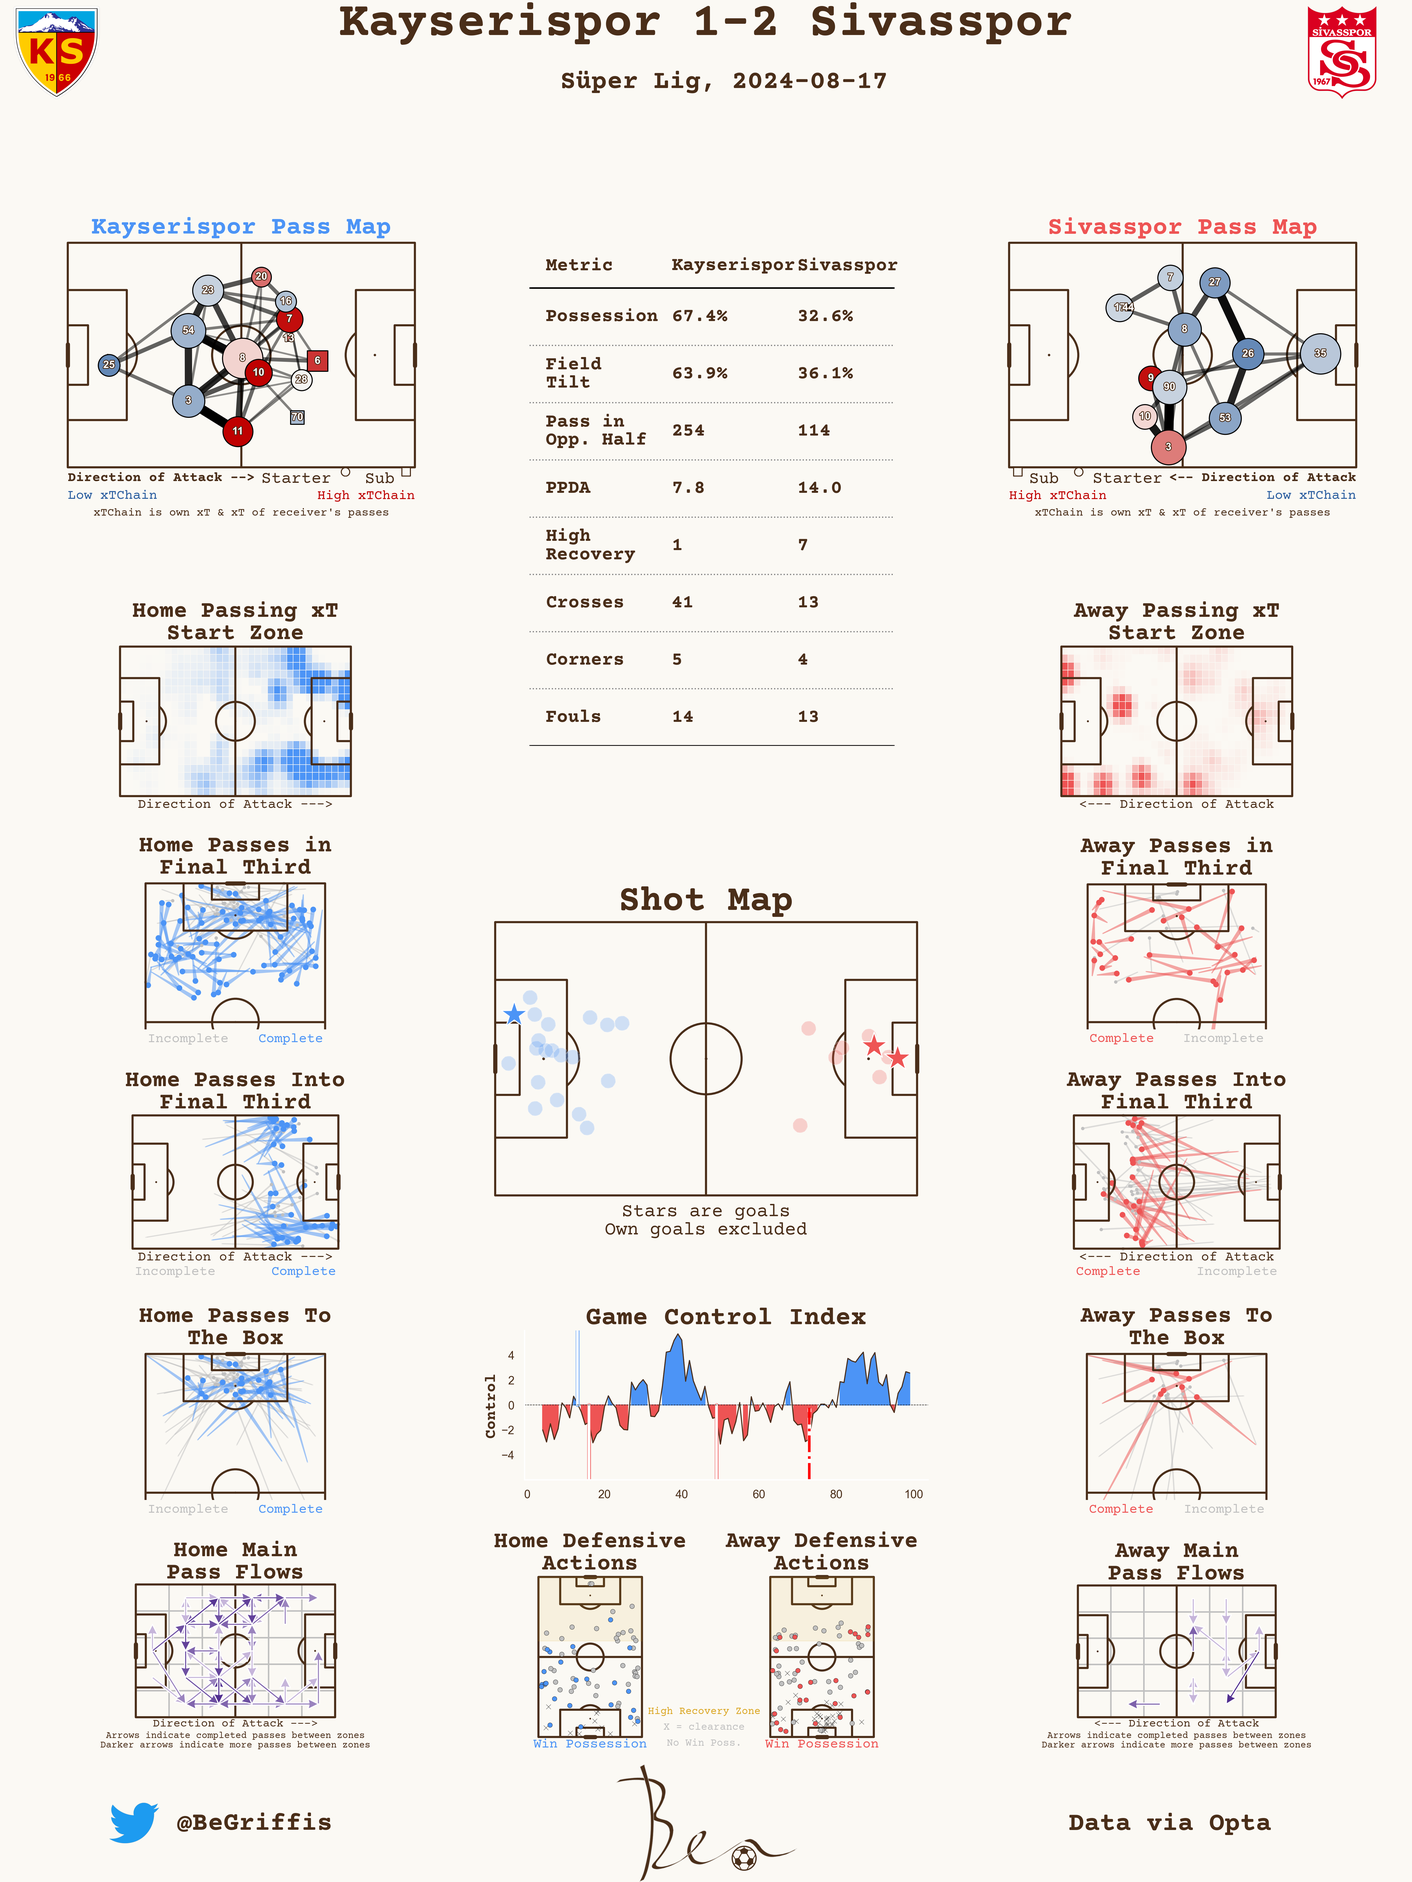 Kayserispor 1-2 Sivasspor
Süper Lig, 2024-08-17
KS
1966
SİVASSPOR
1967
Kayserispor Pass Map
20
23
16
7
54
13
8
6
25
10
28
3
70
11
Direction of Attack --> Starter Sub
Low xTChain High xTChain
xTChain is own xT & xT of receiver's passes
Metric Kayserispor Sivasspor
Possession 67.4% 32.6%
Field
Tilt 63.9% 36.1%
Pass in
Opp. Half 254 114
PPDA 7.8 14.0
High
Recovery 1 7
Crosses 41 13
Corners 5 4
Fouls 14 13
Sivasspor Pass Map
7
27
8
26
35
9
90
10
53
3
Sub Starter <-- Direction of Attack
High xTChain Low xTChain
xTChain is own xT & xT of receiver's passes
Home Passing xT
Start Zone
Direction of Attack --->
Away Passing xT
Start Zone
<--- Direction of Attack
Home Passes in
Final Third
Incomplete Complete
Away Passes in
Final Third
Complete Incomplete
Shot Map
Stars are goals
Own goals excluded
Home Passes Into
Final Third
Direction of Attack --->
Incomplete Complete
Away Passes Into
Final Third
<--- Direction of Attack
Complete Incomplete
Home Passes To
The Box
Incomplete Complete
Game Control Index
Control
4
2
0
−2
−4
0 20 40 60 80 100
Away Passes To
The Box
Complete Incomplete
Home Main
Pass Flows
Direction of Attack --->
Arrows indicate completed passes between zones
Darker arrows indicate more passes between zones
Home Defensive
Actions
Win Possession
Away Defensive
Actions
Win Possession
High Recovery Zone
X = clearance
No Win Poss.
Away Main
Pass Flows
<--- Direction of Attack
Arrows indicate completed passes between zones
Darker arrows indicate more passes between zones
@BeGriffis
Ben
Data via Opta